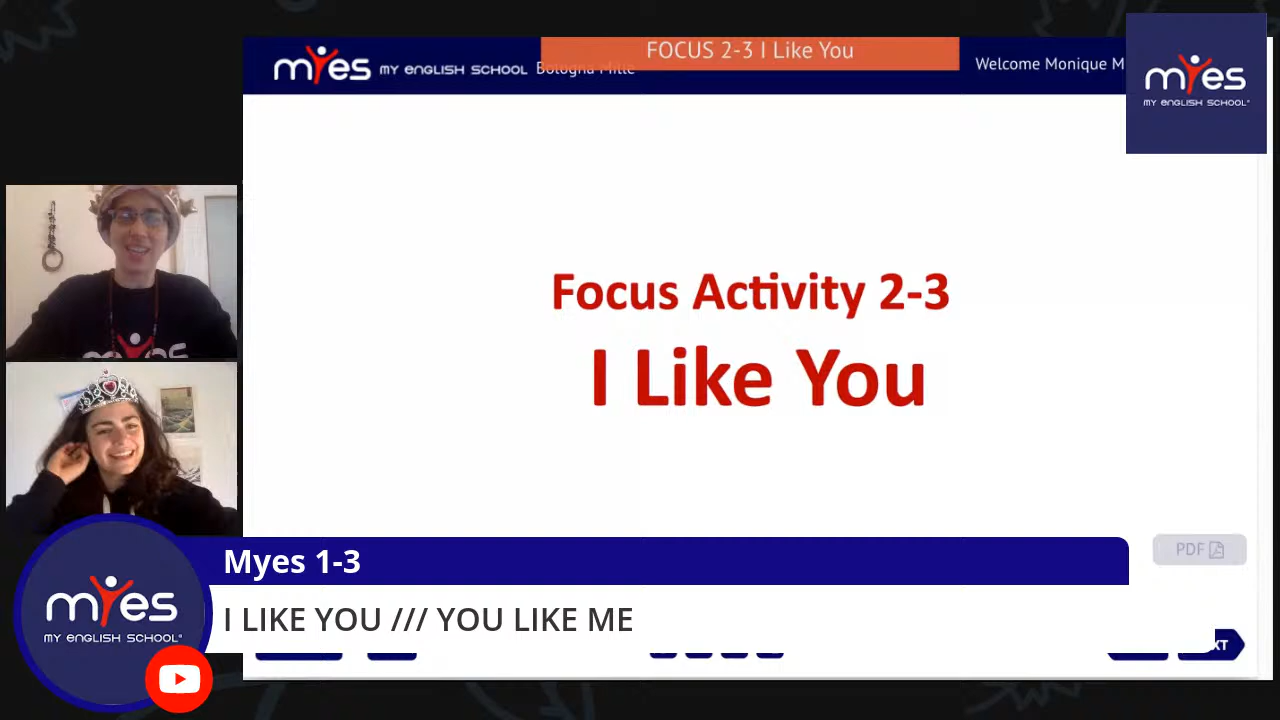 myes MY ENGLISH SCHOOL
FOCUS 2-3 I Like You
Welcome Monique M
myes
MY ENGLISH SCHOOL
Focus Activity 2-3
I Like You
myes
PDF
Myes 1-3
I LIKE YOU /// YOU LIKE ME
myes
MY ENGLISH SCHOOL